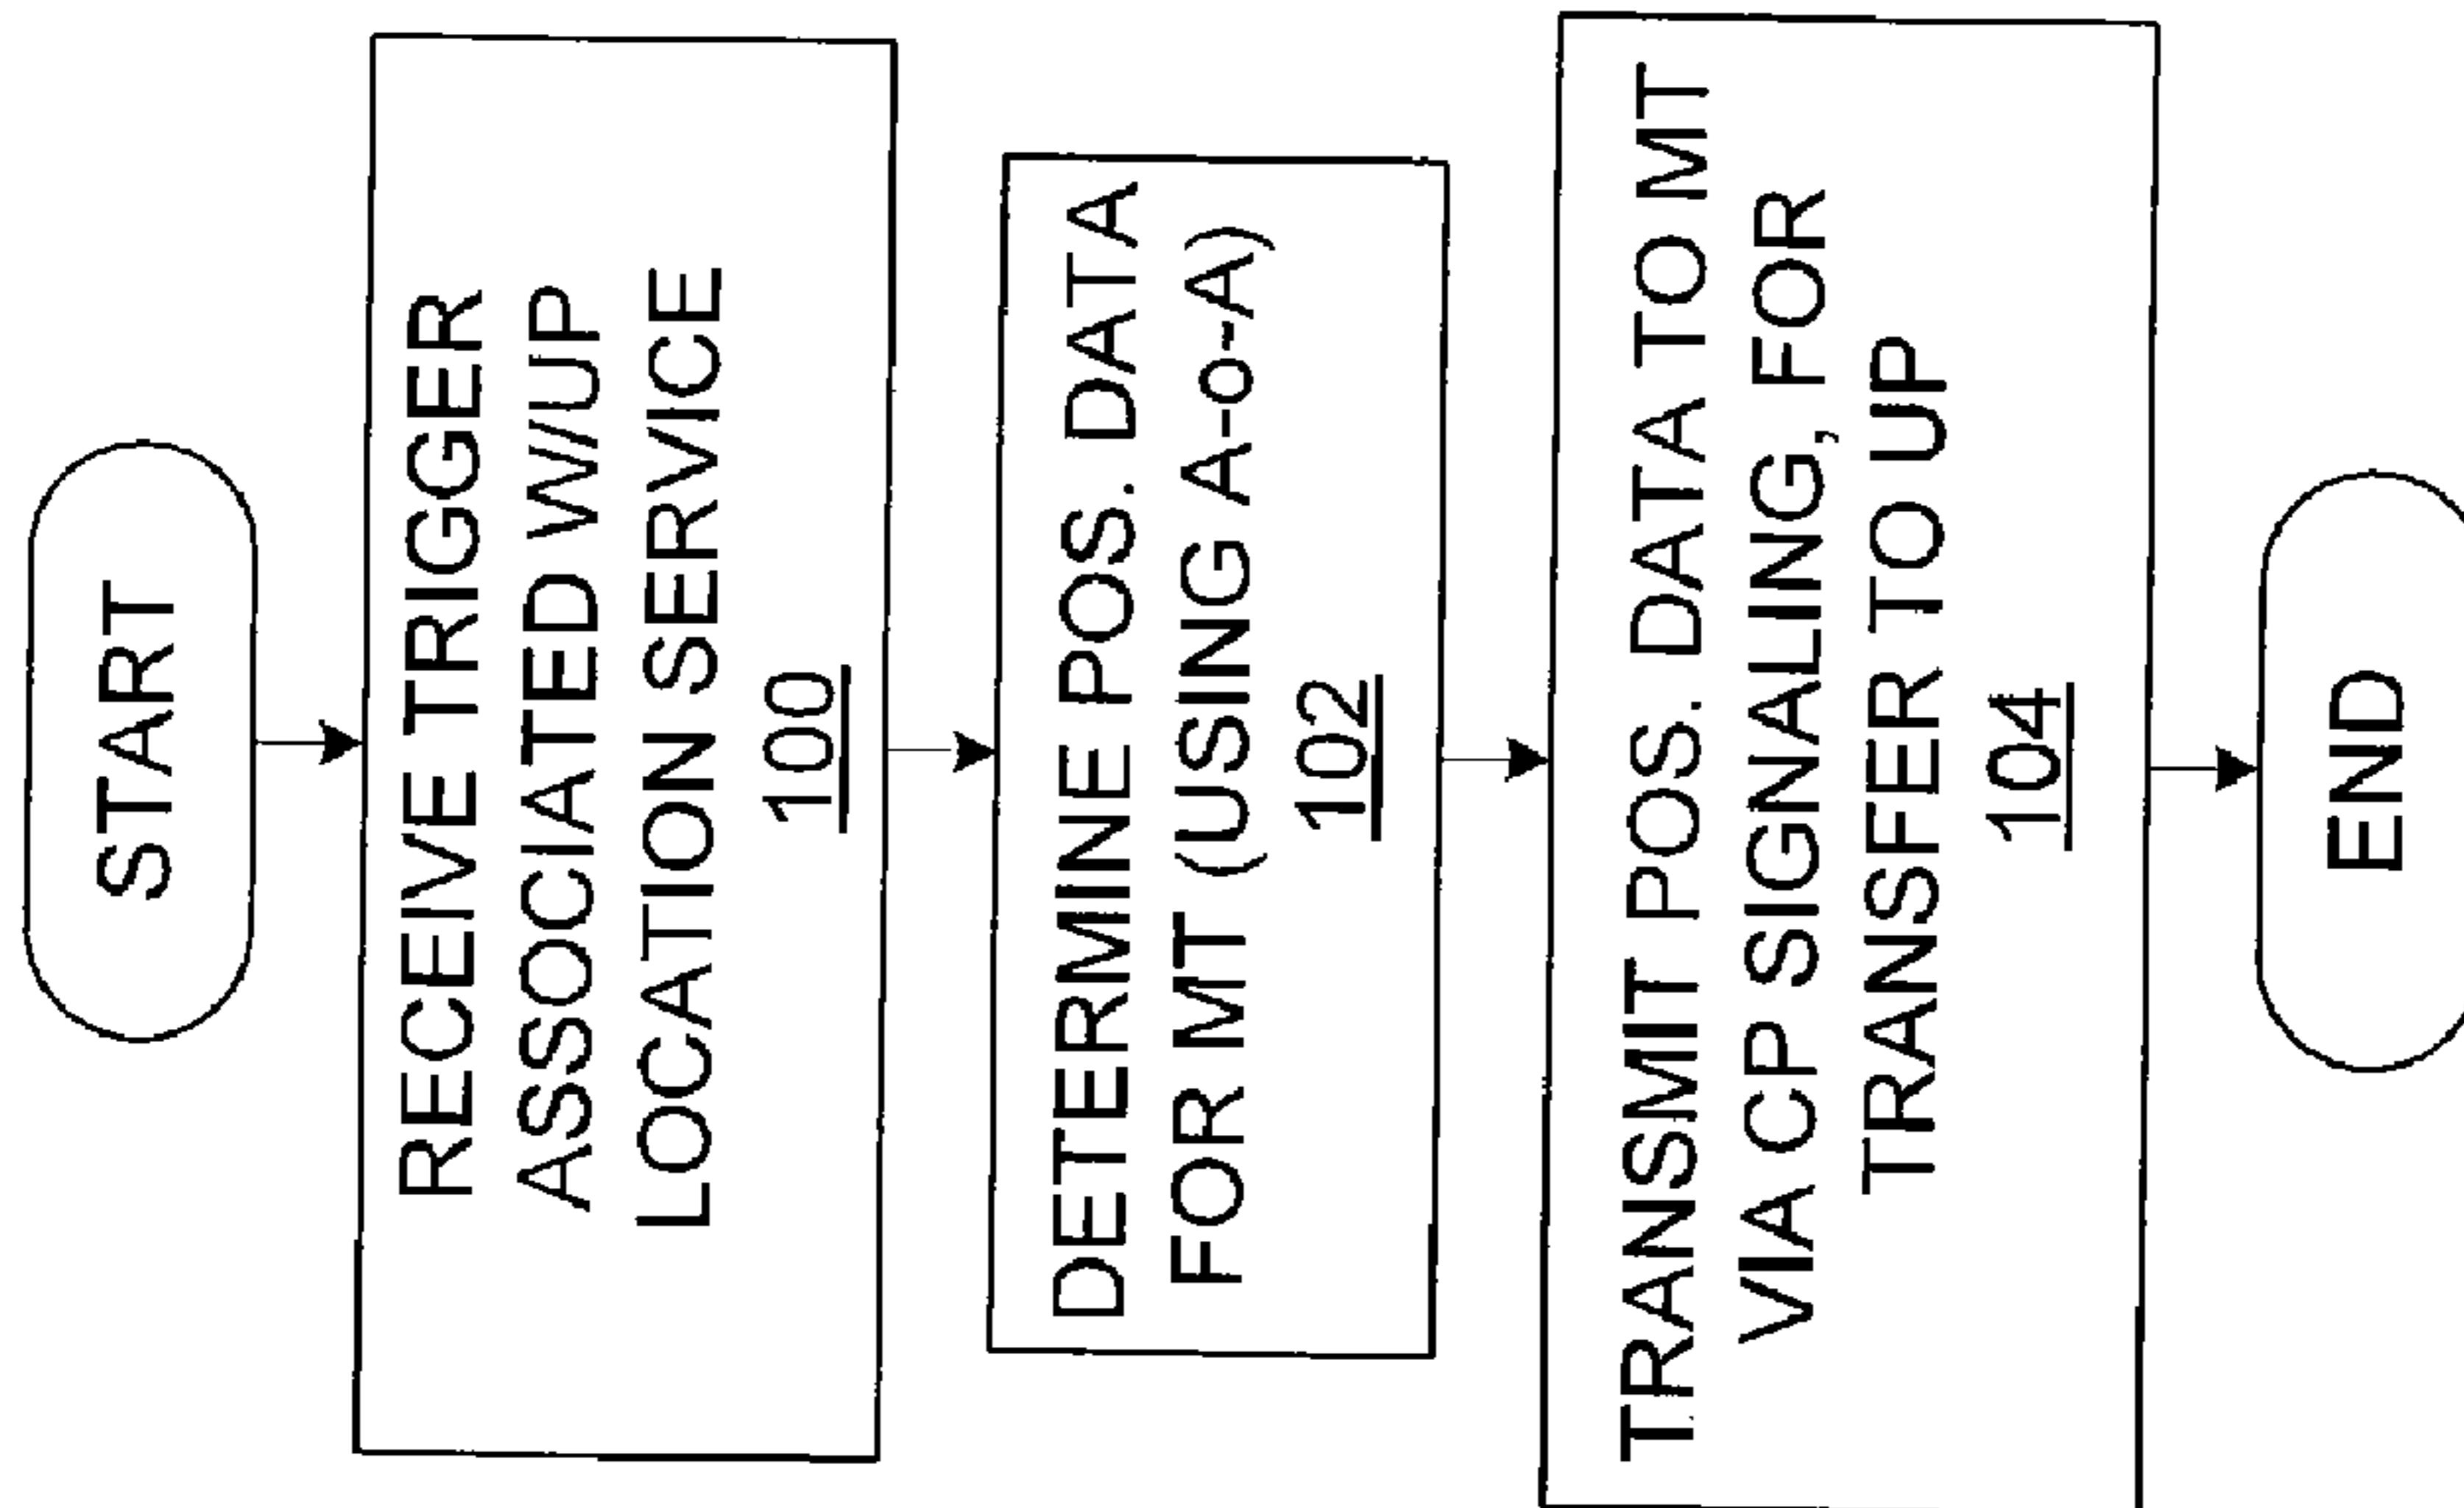 START
RECEIVE TRIGGER
ASSOCIATED W/UP
LOCATION SERVICE
100
DETERMINE POS. DATA
FOR MT (USING A-o-A)
102
TRANSMIT POS. DATA TO MT
VIA CP SIGNALING, FOR
TRANSFER TO UP
104
END